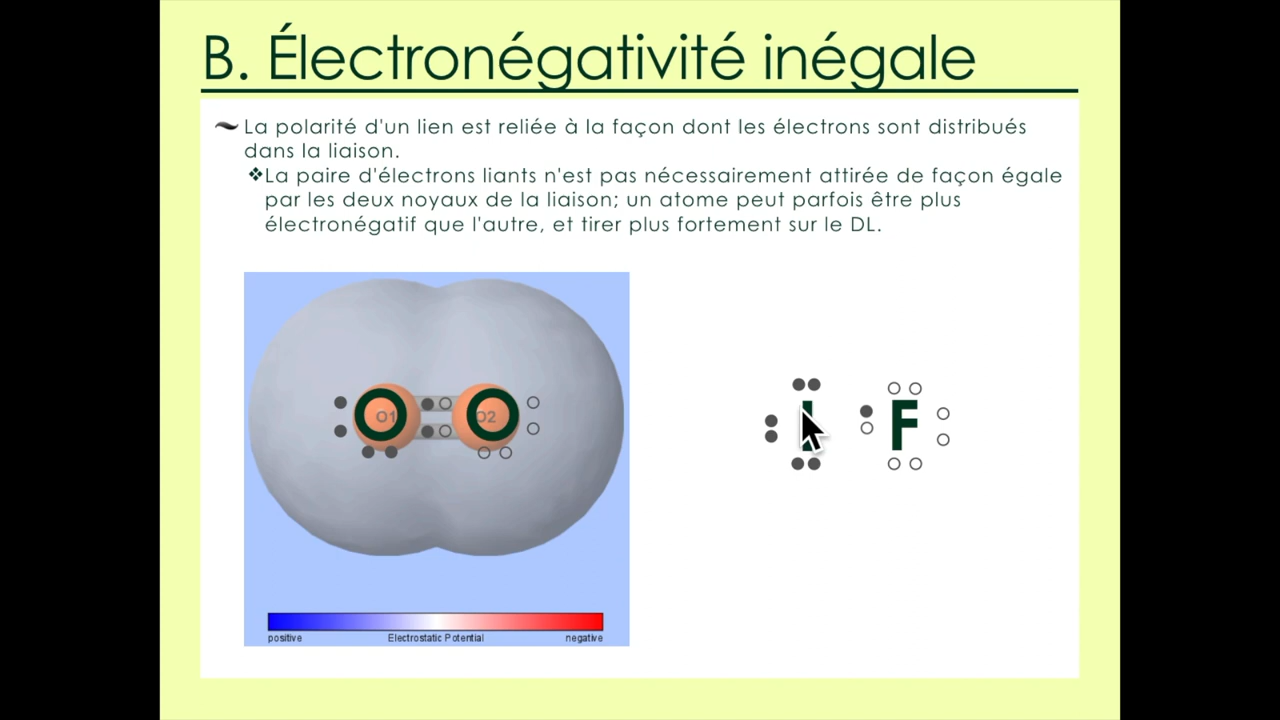 B. Électronégativité inégale
La polarité d'un lien est reliée à la façon dont les électrons sont distribués
dans la liaison.
La paire d'électrons liants n'est pas nécessairement attirée de façon égale
par les deux noyaux de la liaison; un atome peut parfois être plus
électronégatif que l'autre, et tirer plus fortement sur le DL.
O1 O2
I F
positive Electrostatic Potential negative